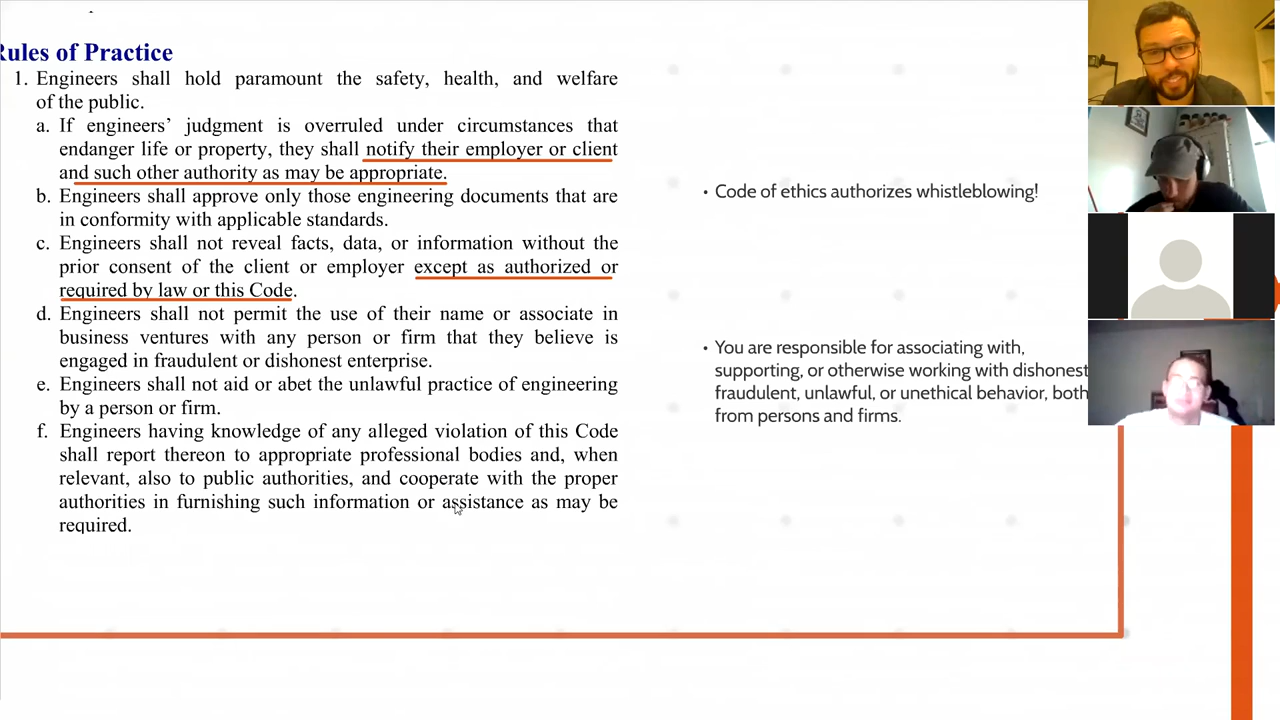 Rules of Practice
1. Engineers shall hold paramount the safety, health, and welfare
of the public.
a. If engineers’ judgment is overruled under circumstances that
endanger life or property, they shall notify their employer or client
and such other authority as may be appropriate.
b. Engineers shall approve only those engineering documents that are
in conformity with applicable standards.
c. Engineers shall not reveal facts, data, or information without the
prior consent of the client or employer except as authorized or
required by law or this Code.
d. Engineers shall not permit the use of their name or associate in
business ventures with any person or firm that they believe is
engaged in fraudulent or dishonest enterprise.
e. Engineers shall not aid or abet the unlawful practice of engineering
by a person or firm.
f. Engineers having knowledge of any alleged violation of this Code
shall report thereon to appropriate professional bodies and, when
relevant, also to public authorities, and cooperate with the proper
authorities in furnishing such information or assistance as may be
required.
• Code of ethics authorizes whistleblowing!
• You are responsible for associating with,
supporting, or otherwise working with dishonest
fraudulent, unlawful, or unethical behavior, both
from persons and firms.